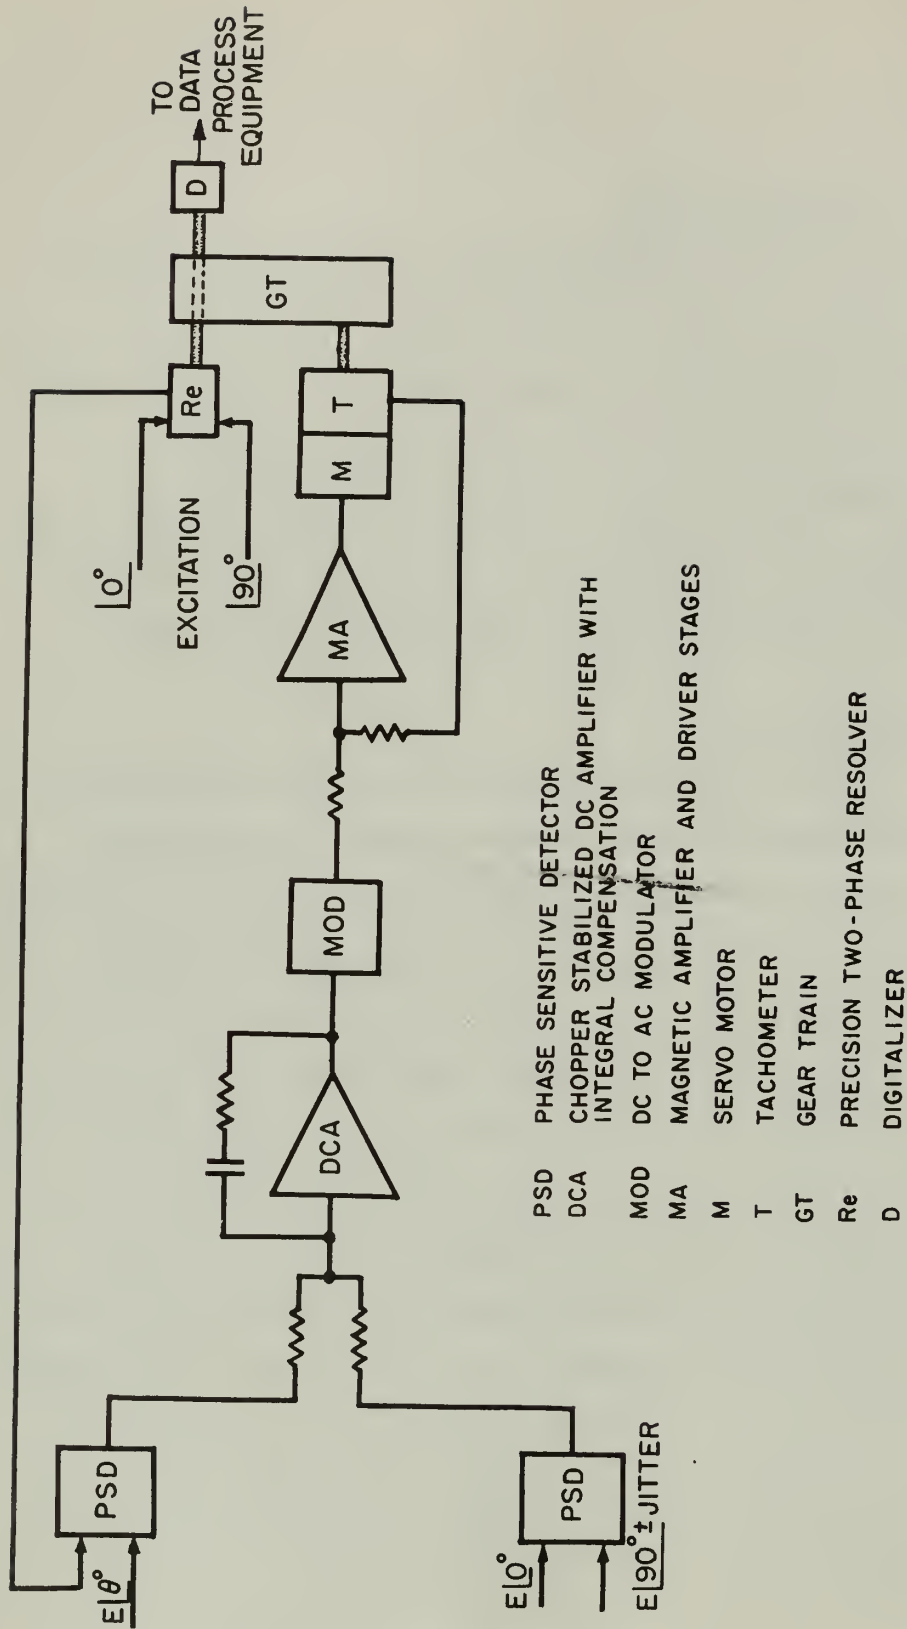 TO
DATA
PROCESS
EQUIPMENT
D
GT
Re
0°
EXCITATION
90°
M
T
MA
MOD
DCA
PSD
E θ°
PSD
E 0°
E 90° ± JITTER
PSD PHASE SENSITIVE DETECTOR
DCA CHOPPER STABILIZED DC AMPLIFIER WITH
INTEGRAL COMPENSATION
MOD DC TO AC MODULATOR
MA MAGNETIC AMPLIFIER AND DRIVER STAGES
M SERVO MOTOR
T TACHOMETER
GT GEAR TRAIN
Re PRECISION TWO-PHASE RESOLVER
D DIGITALIZER